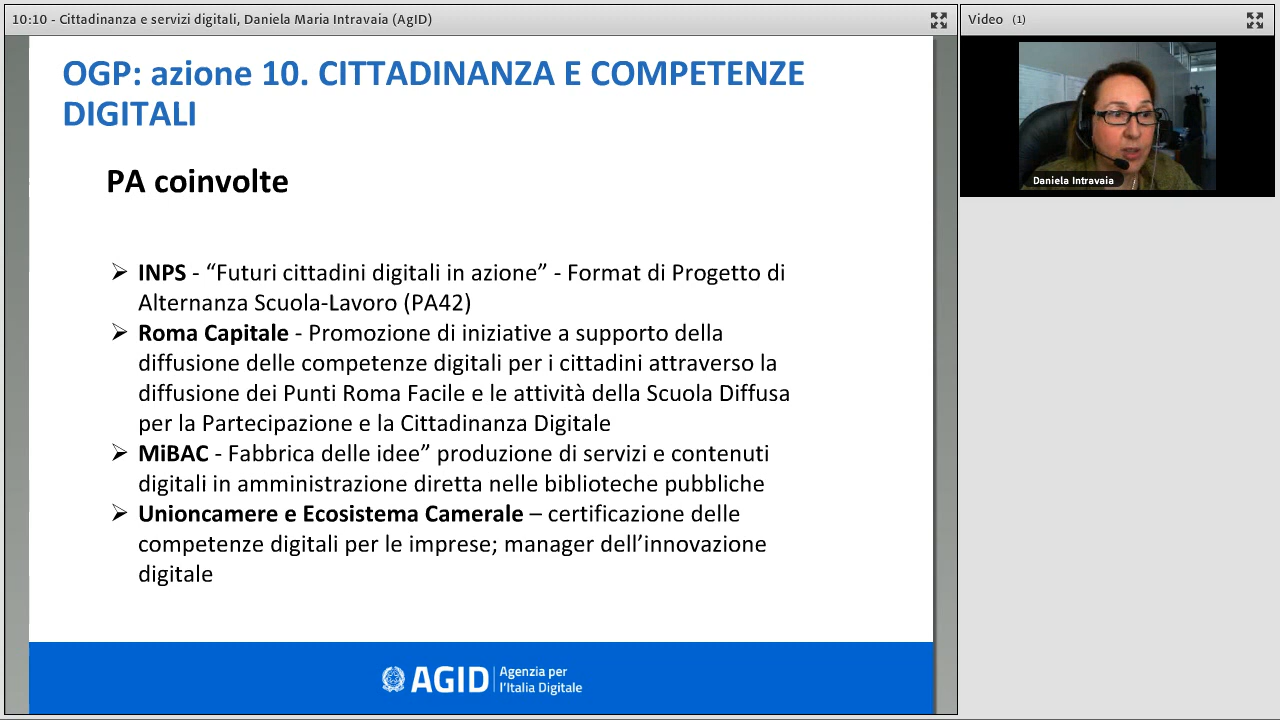 10:10 - Cittadinanza e servizi digitali, Daniela Maria Intravaia (AgID)
Video (1)
OGP: azione 10. CITTADINANZA E COMPETENZE
DIGITALI
PA coinvolte
Daniela Intravaia
➢ INPS - “Futuri cittadini digitali in azione” - Format di Progetto di
Alternanza Scuola-Lavoro (PA42)
➢ Roma Capitale - Promozione di iniziative a supporto della
diffusione delle competenze digitali per i cittadini attraverso la
diffusione dei Punti Roma Facile e le attività della Scuola Diffusa
per la Partecipazione e la Cittadinanza Digitale
➢ MiBAC - Fabbrica delle idee” produzione di servizi e contenuti
digitali in amministrazione diretta nelle biblioteche pubbliche
➢ Unioncamere e Ecosistema Camerale – certificazione delle
competenze digitali per le imprese; manager dell’innovazione
digitale
AGID
Agenzia per
l’Italia Digitale